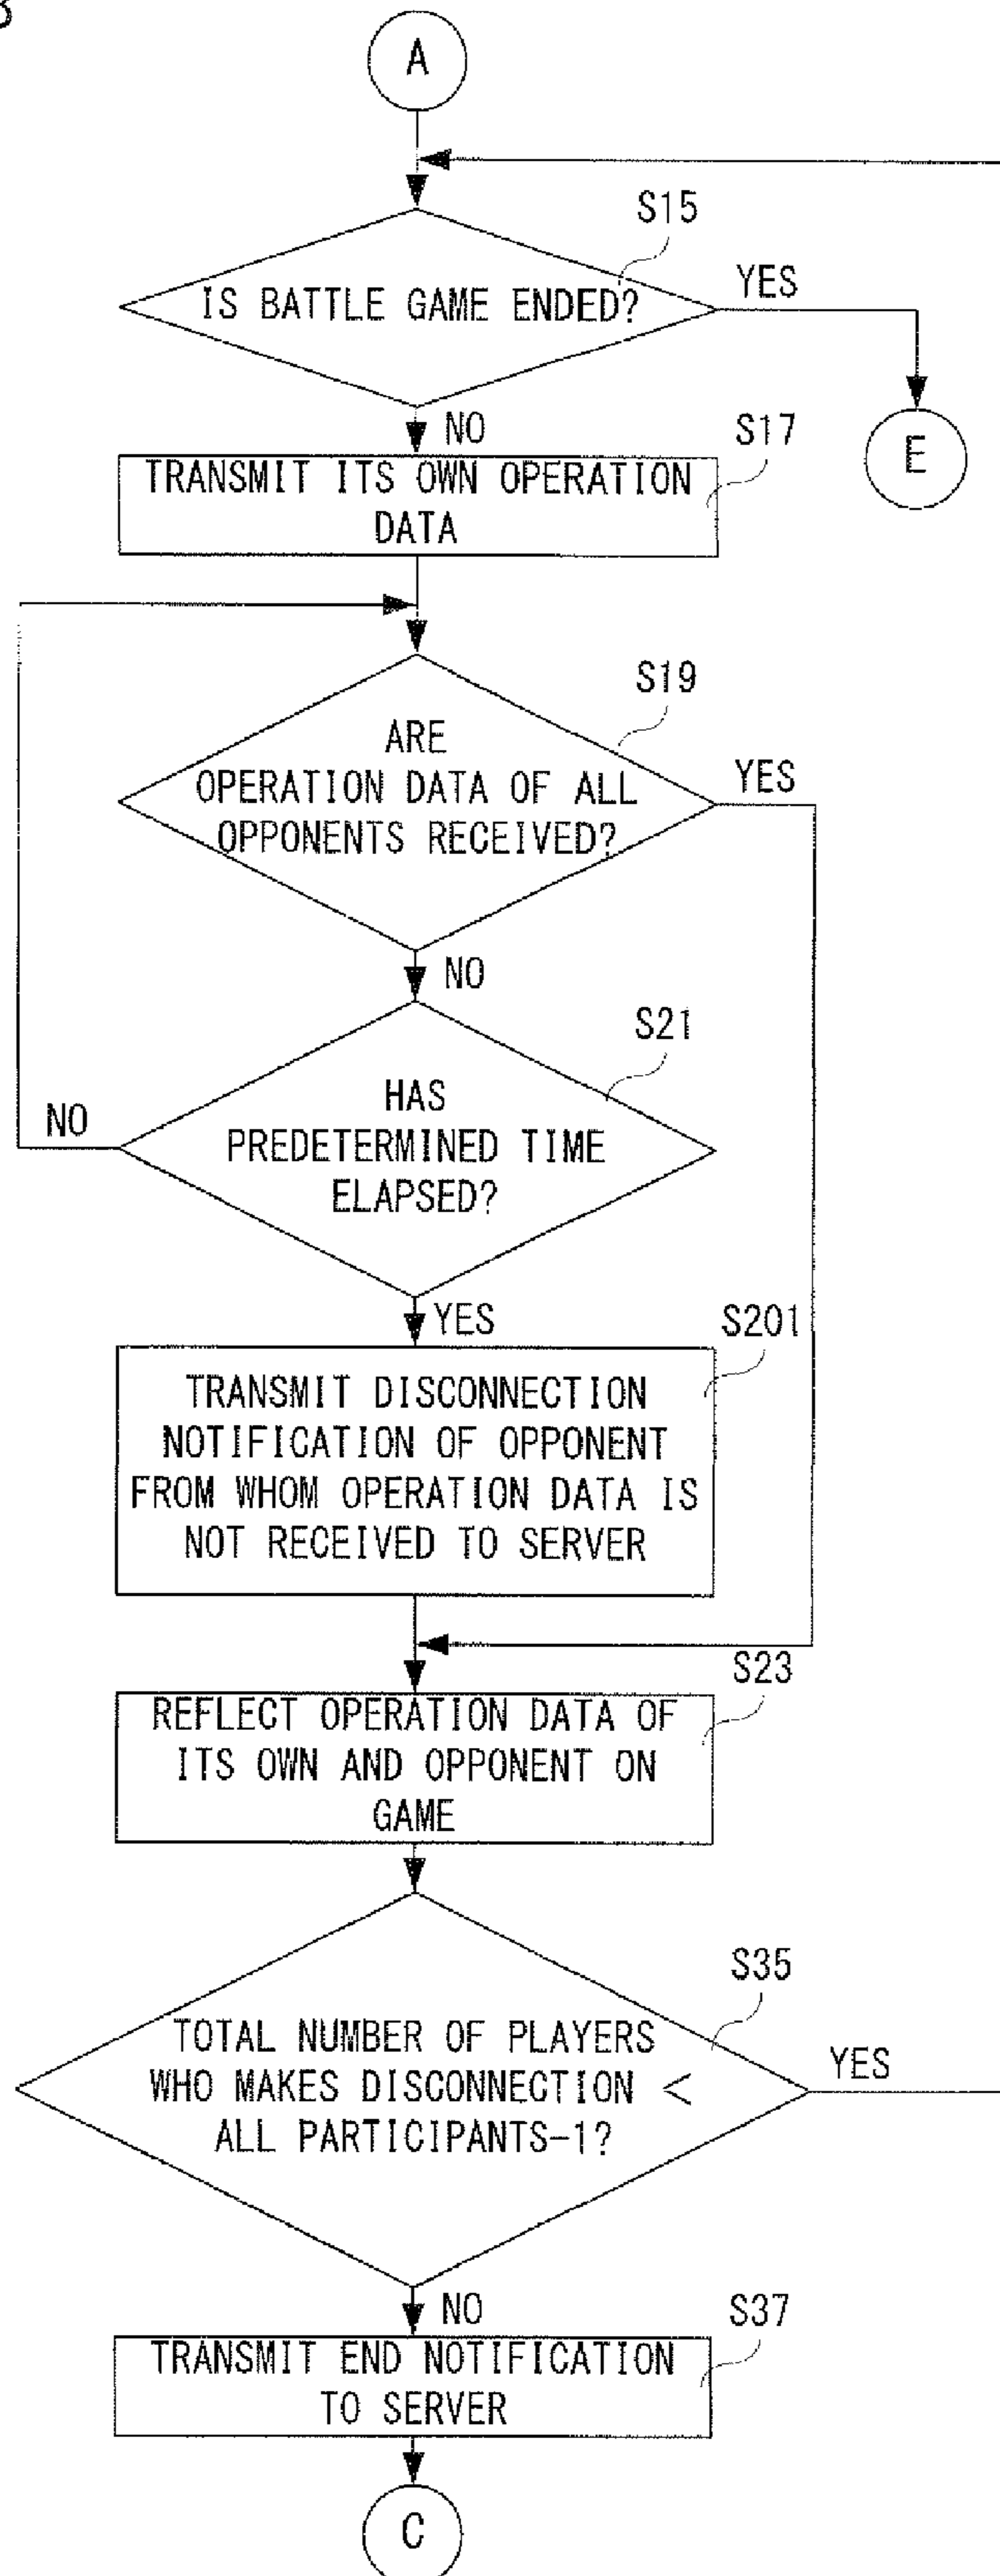 A
S15
IS BATTLE GAME ENDED?
YES
E
NO
S17
TRANSMIT ITS OWN OPERATION
DATA
S19
ARE
OPERATION DATA OF ALL
OPPONENTS RECEIVED?
YES
NO
S21
HAS
PREDETERMINED TIME
ELAPSED?
NO
YES
S201
TRANSMIT DISCONNECTION
NOTIFICATION OF OPPONENT
FROM WHOM OPERATION DATA IS
NOT RECEIVED TO SERVER
S23
REFLECT OPERATION DATA OF
ITS OWN AND OPPONENT ON
GAME
S35
TOTAL NUMBER OF PLAYERS
WHO MAKES DISCONNECTION <
ALL PARTICIPANTS-1?
YES
NO
S37
TRANSMIT END NOTIFICATION
TO SERVER
C